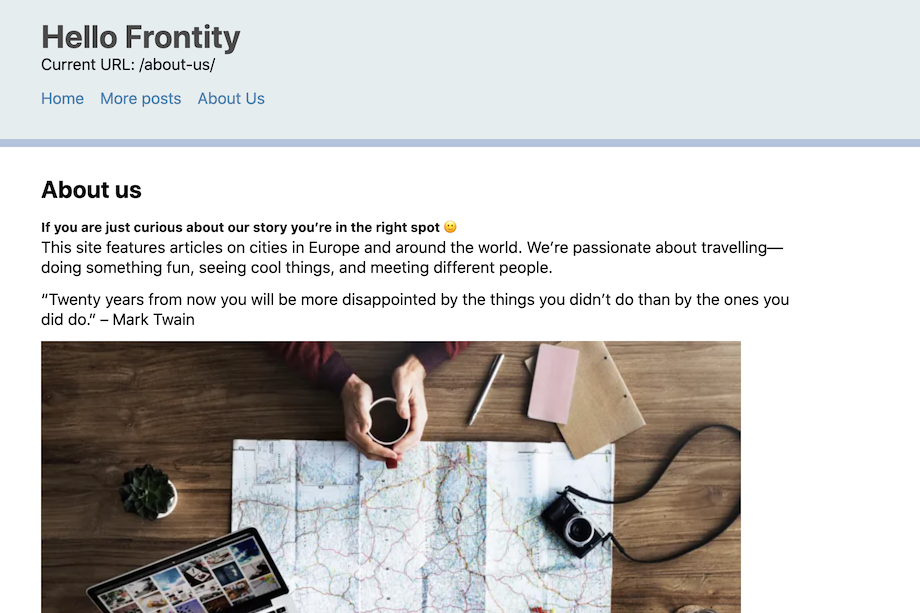 Hello Frontity
Current URL: /about-us/
Home More posts About Us
About us
If you are just curious about our story you’re in the right spot 🙂
This site features articles on cities in Europe and around the world. We’re passionate about travelling—
doing something fun, seeing cool things, and meeting different people.
“Twenty years from now you will be more disappointed by the things you didn’t do than by the ones you
did do.” – Mark Twain